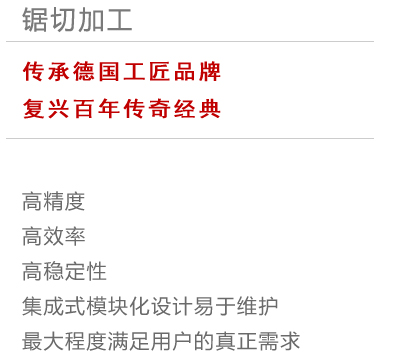 锯切加工
传承德国工匠品牌
复兴百年传奇经典
高精度
高效率
高稳定性
集成式模块化设计易于维护
最大程度满足用户的真正需求